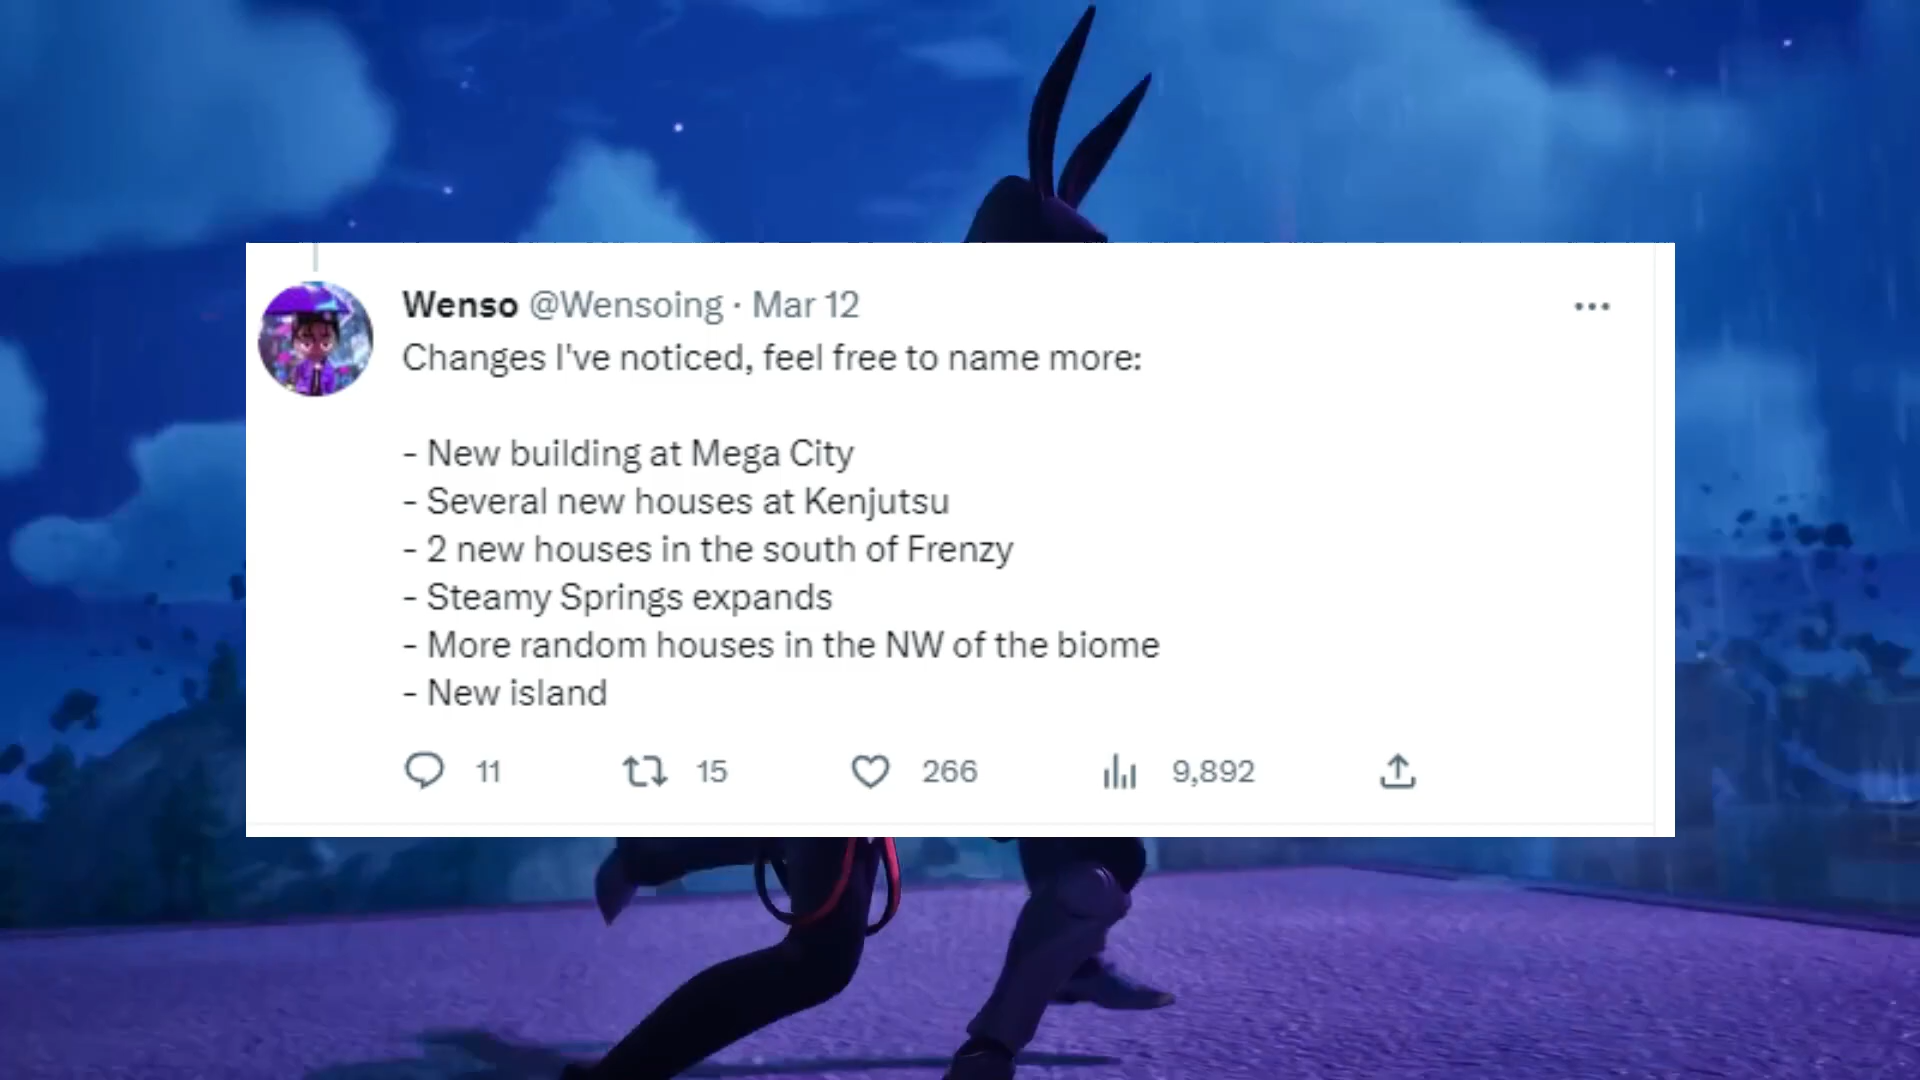 Wenso @Wensoing · Mar 12
Changes I've noticed, feel free to name more:
- New building at Mega City
- Several new houses at Kenjutsu
- 2 new houses in the south of Frenzy
- Steamy Springs expands
- More random houses in the NW of the biome
- New island
11 15 266 9,892